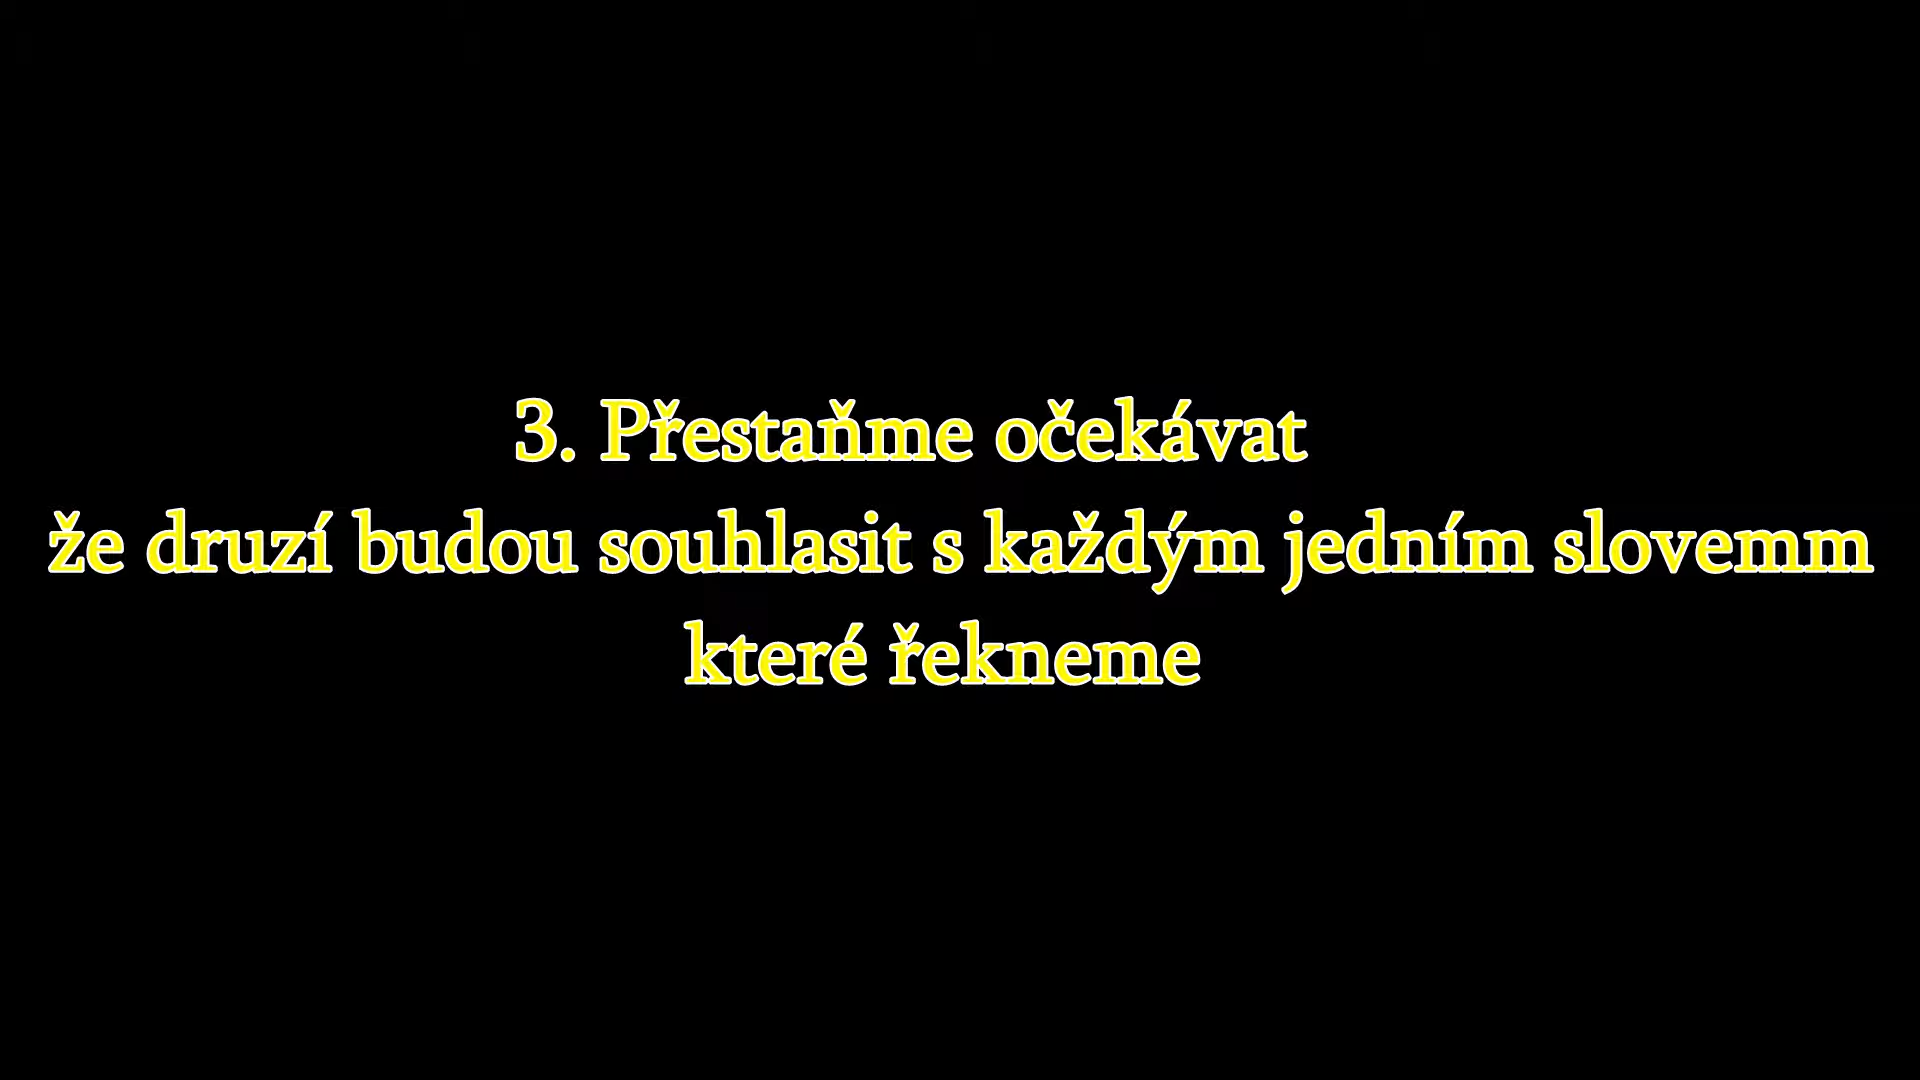 3. Přestaňme očekávat
že druzí budou souhlasit s každým jedním slovemm
které řekneme